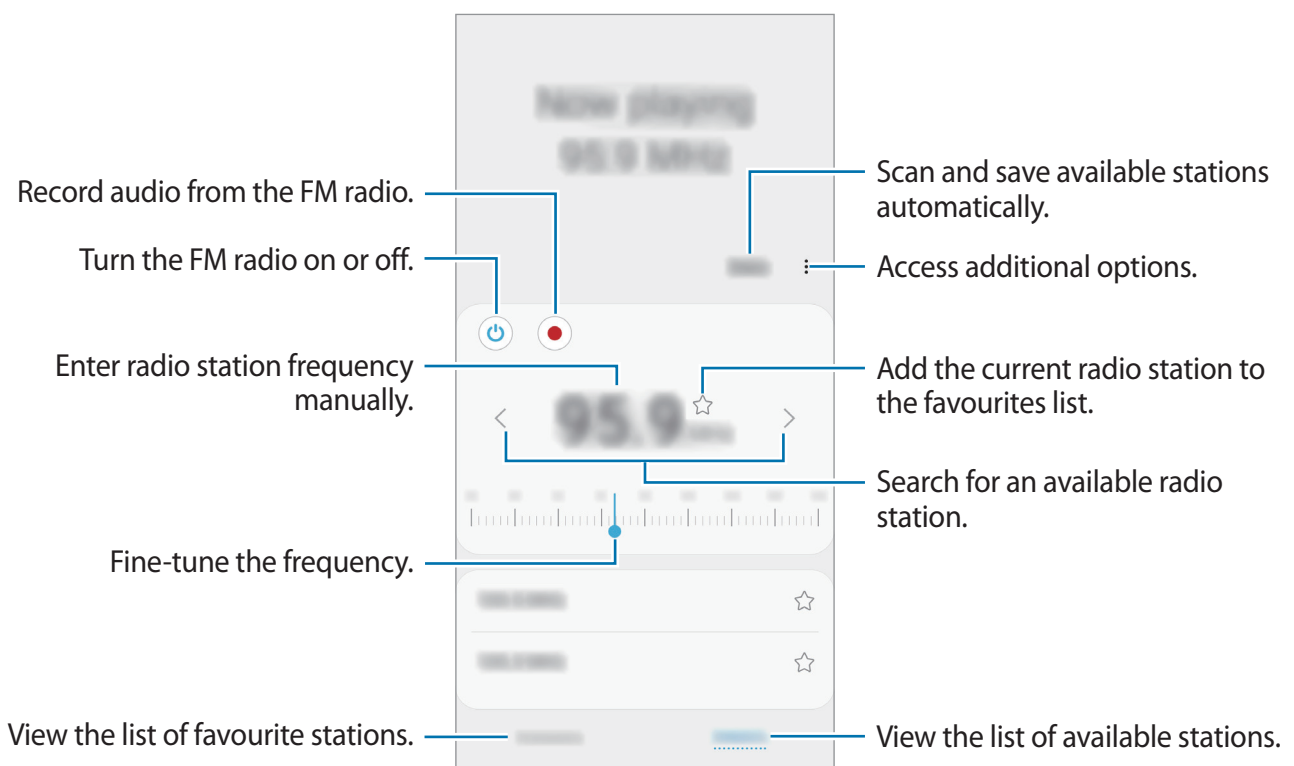 Now playing
95.9 MHz
Record audio from the FM radio.
Scan and save available stations
automatically.
Turn the FM radio on or off.
Access additional options.
Enter radio station frequency
manually.
Add the current radio station to
the favourites list.
95.9 MHz
Search for an available radio
station.
Fine-tune the frequency.
View the list of favourite stations.
View the list of available stations.